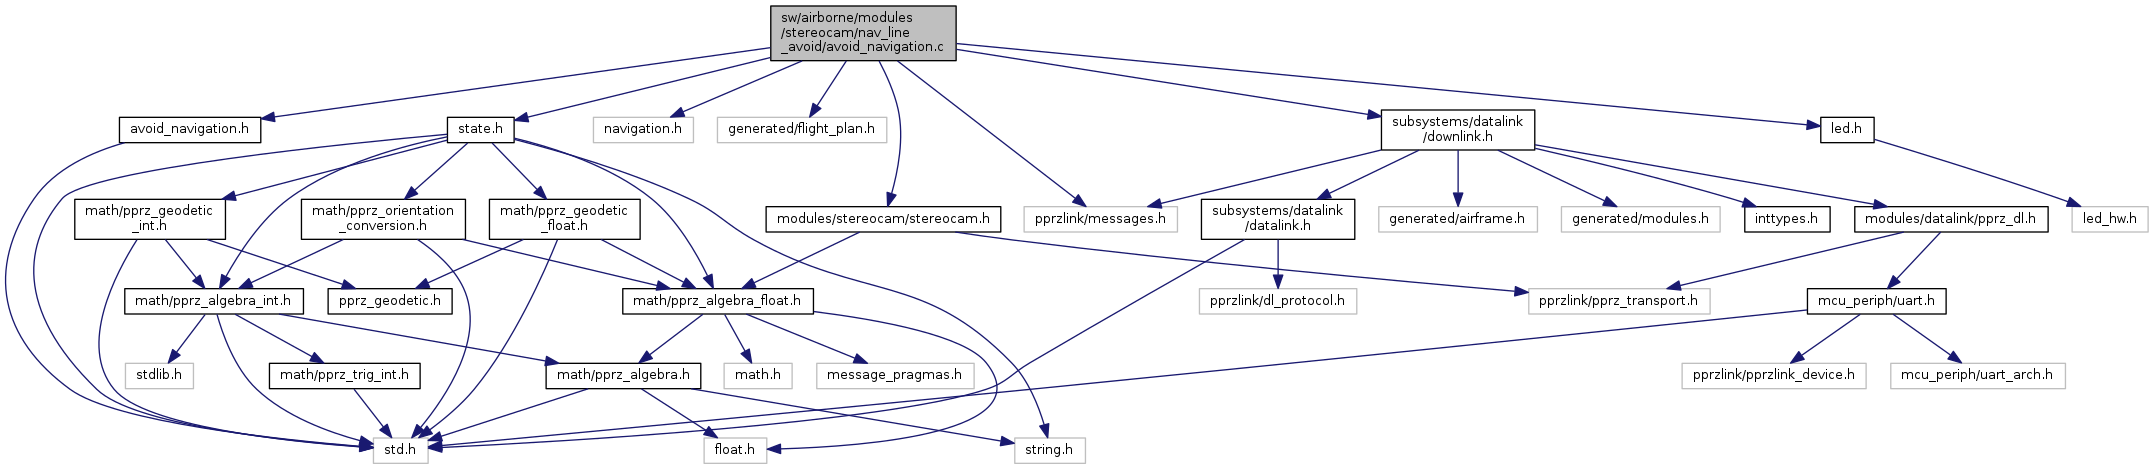 sw/airborne/modules
/stereocam/nav_line
_avoid/avoid_navigation.c
avoid_navigation.h
state.h
navigation.h
generated/flight_plan.h
subsystems/datalink
/downlink.h
led.h
math/pprz_geodetic
_int.h
math/pprz_orientation
_conversion.h
math/pprz_geodetic
_float.h
modules/stereocam/stereocam.h
pprzlink/messages.h
subsystems/datalink
/datalink.h
generated/airframe.h
generated/modules.h
inttypes.h
modules/datalink/pprz_dl.h
led_hw.h
math/pprz_algebra_int.h
pprz_geodetic.h
math/pprz_algebra_float.h
pprzlink/dl_protocol.h
pprzlink/pprz_transport.h
mcu_periph/uart.h
stdlib.h
math/pprz_trig_int.h
math/pprz_algebra.h
math.h
message_pragmas.h
pprzlink/pprzlink_device.h
mcu_periph/uart_arch.h
std.h
float.h
string.h